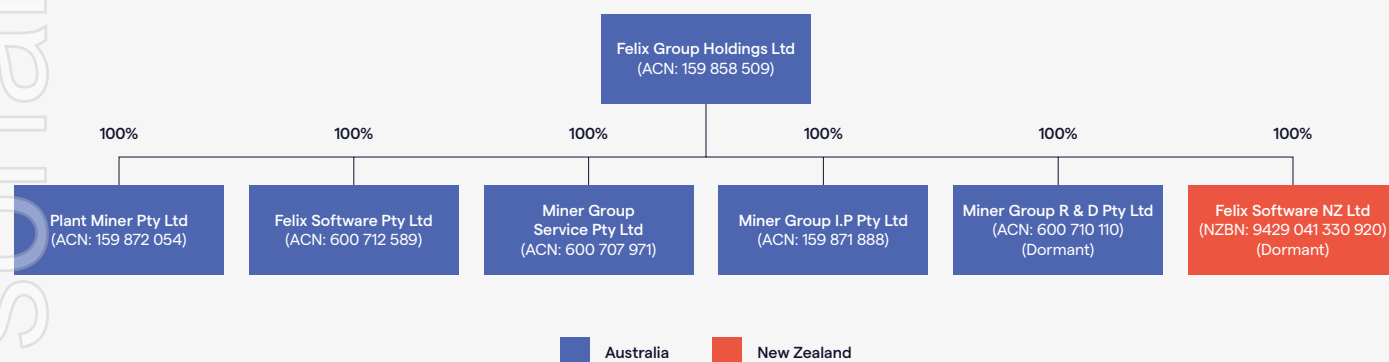 Felix Group Holdings Ltd
(ACN: 159 858 509)
100%
100%
100%
100%
100%
100%
Plant Miner Pty Ltd
(ACN: 159 872 054)
Felix Software Pty Ltd
(ACN: 600 712 589)
Miner Group
Service Pty Ltd
(ACN: 600 707 971)
Miner Group I.P Pty Ltd
(ACN: 159 871 888)
Miner Group R & D Pty Ltd
(ACN: 600 710 110)
(Dormant)
Felix Software NZ Ltd
(NZBN: 9429 041 330 920)
(Dormant)
Australia
New Zealand